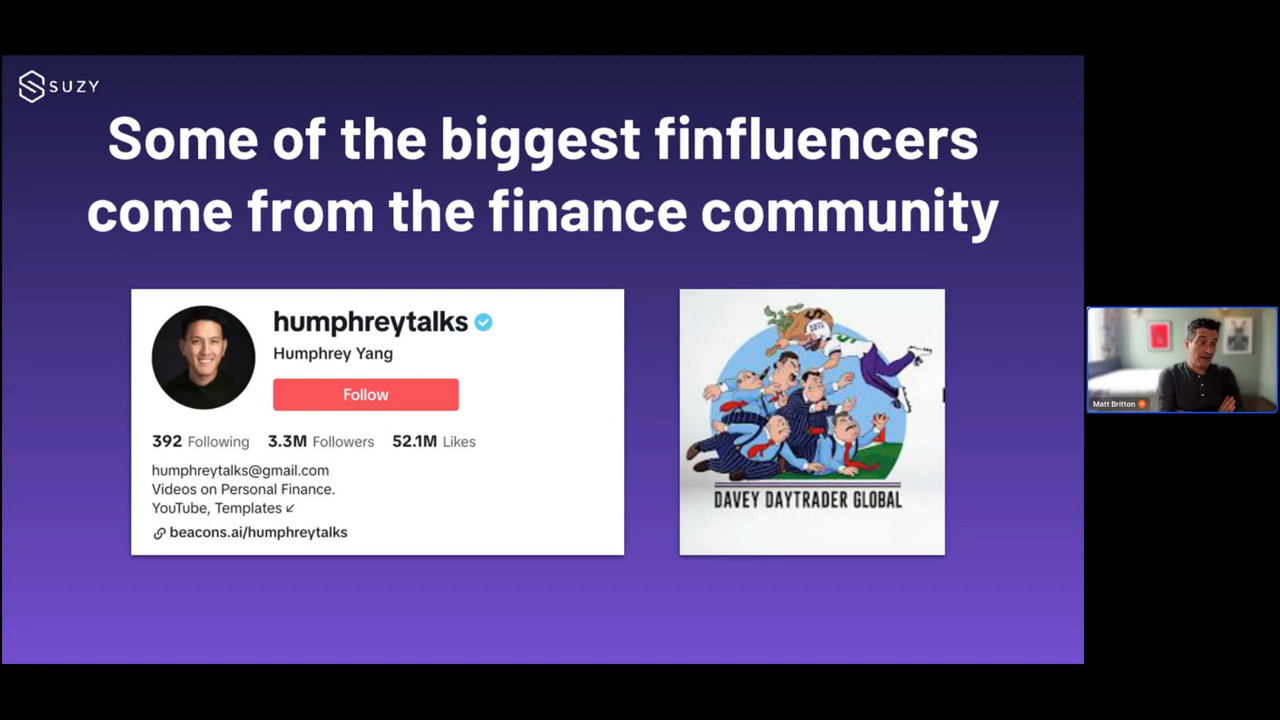 SUZY
Some of the biggest finfluencers
come from the finance community
humphreytalks
Humphrey Yang
Follow
392 Following 3.3M Followers 52.1M Likes
humphreytalks@gmail.com
Videos on Personal Finance.
YouTube, Templates ↙
beacons.ai/humphreytalks
DAVEY DAYTRADER GLOBAL
Matt Britton